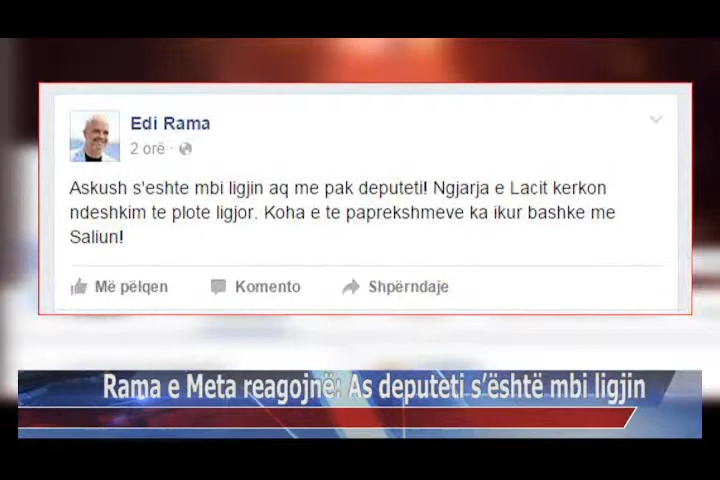 Edi Rama
2 orë
Askush s'eshte mbi ligjin aq me pak deputeti! Ngjarja e Lacit kerkon
ndeshkim te plote ligjor. Koha e te paprekshmeve ka ikur bashke me
Saliun!
Më pëlqen Komento Shpërndaje
Rama e Meta reagojnë: As deputeti s’është mbi ligjin